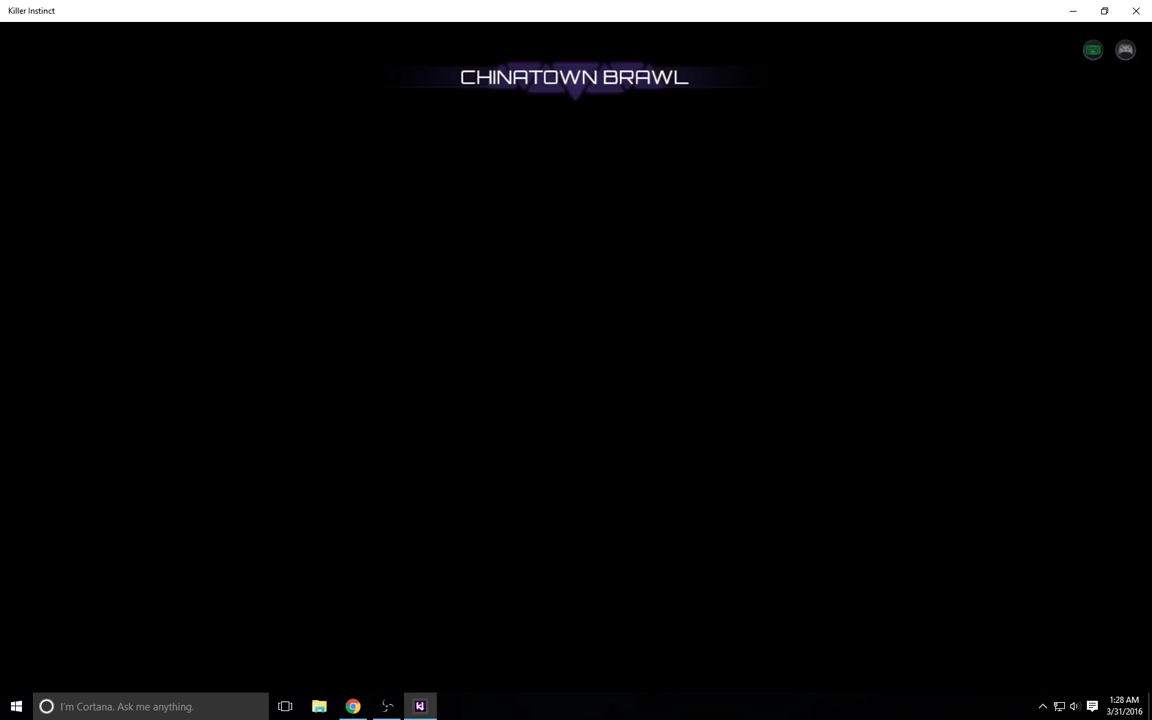 Killer Instinct
CHINATOWN BRAWL
I'm Cortana. Ask me anything.
1:28 AM
3/31/2016